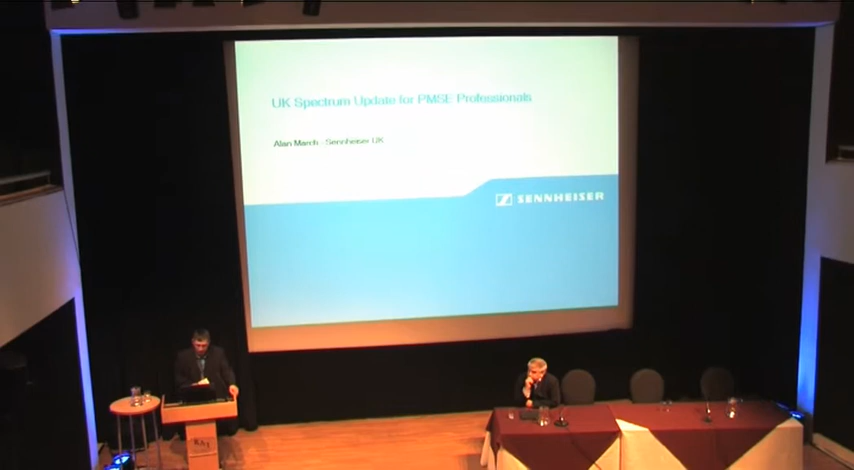 UK Spectrum Update for PMSE Professionals
Alan March - Sennheiser UK
SENNHEISER